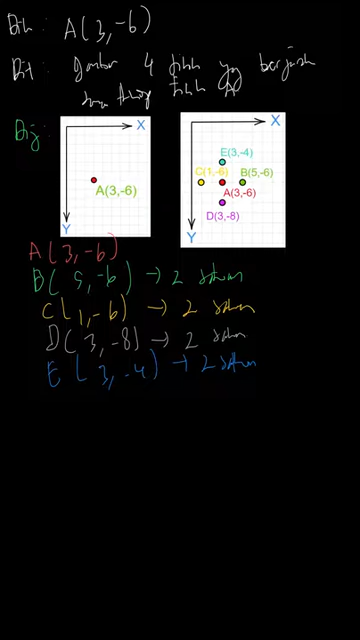 Dik: A(3,-6)
Dit: Gambar 4 titik yg berjarak
sama thdp titik A
Dij:
X
A(3,-6)
Y
X
E(3,-4)
C(1,-6) B(5,-6)
A(3,-6)
D(3,-8)
Y
A(3,-6)
B(5,-6) → 2 satuan
C(1,-6) → 2 satuan
D(3,-8) → 2 satuan
E(3,-4) → 2 satuan